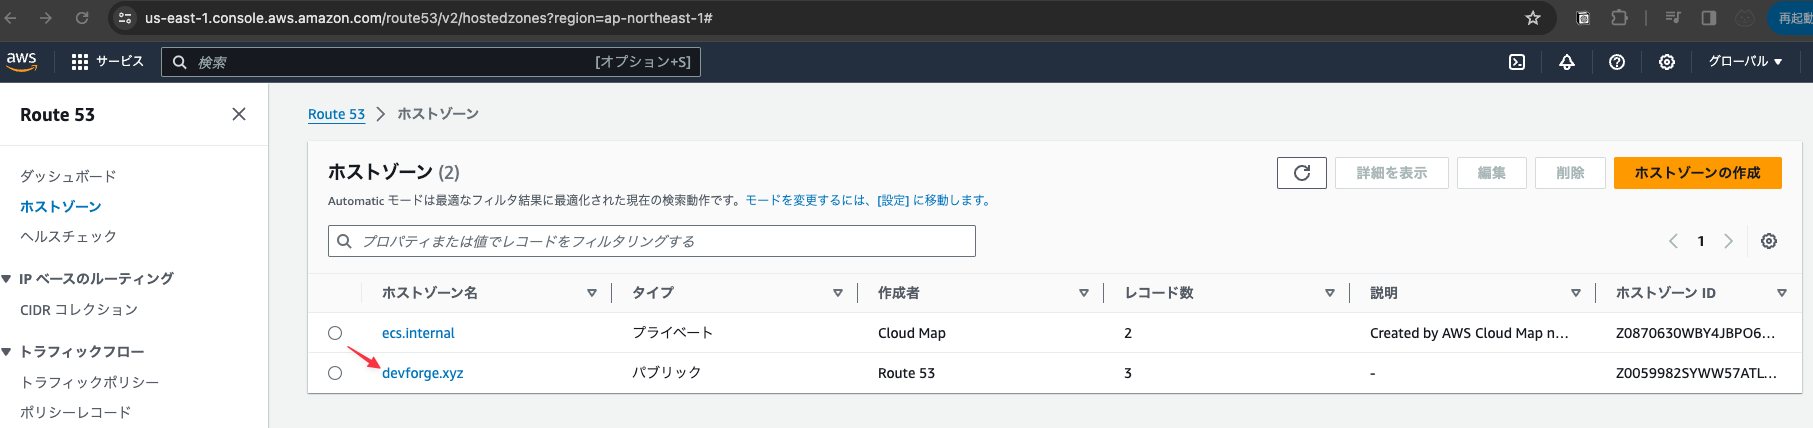 us-east-1.console.aws.amazon.com/route53/v2/hostedzones?region=ap-northeast-1#
再起動
aws
サービス
検索
[オプション+S]
グローバル
Route 53
ダッシュボード
ホストゾーン
ヘルスチェック
IP ベースのルーティング
CIDR コレクション
トラフィックフロー
トラフィックポリシー
ポリシーレコード
Route 53 > ホストゾーン
ホストゾーン (2)
詳細を表示
編集
削除
ホストゾーンの作成
Automatic モードは最適なフィルタ結果に最適化された現在の検索動作です。モードを変更するには、[設定] に移動します。
プロパティまたは値でレコードをフィルタリングする
1
ホストゾーン名 タイプ 作成者 レコード数 説明 ホストゾーン ID
ecs.internal プライベート Cloud Map 2 Created by AWS Cloud Map n... Z0870630WBY4JBPO6...
devforge.xyz パブリック Route 53 3 - Z0059982SYWW57ATL...